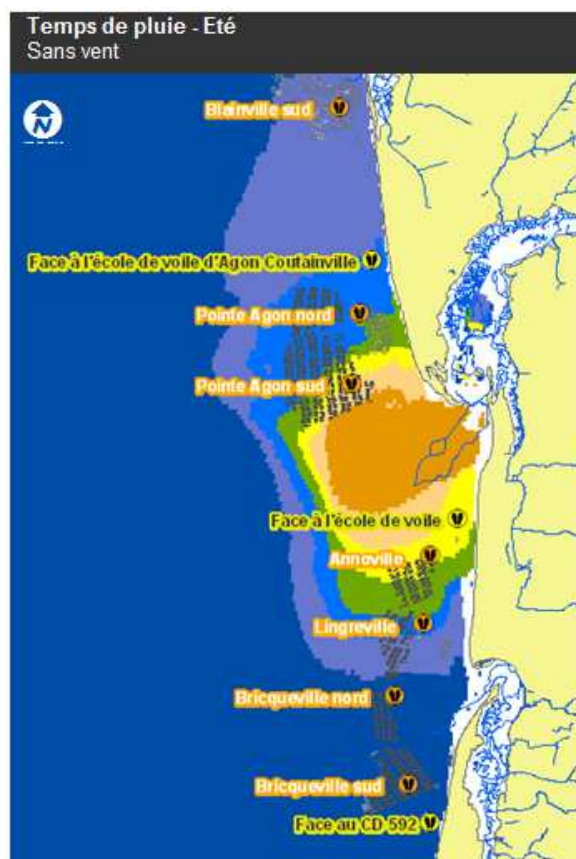 Temps de pluie - Eté
Sans vent
N
Blainville sud
Face à l'école de voile d'Agon Coutainville
Pointe Agon nord
Pointe Agon sud
Face à l'école de voile
Annoville
Lingreville
Bricqueville nord
Bricqueville sud
Face au CD 592